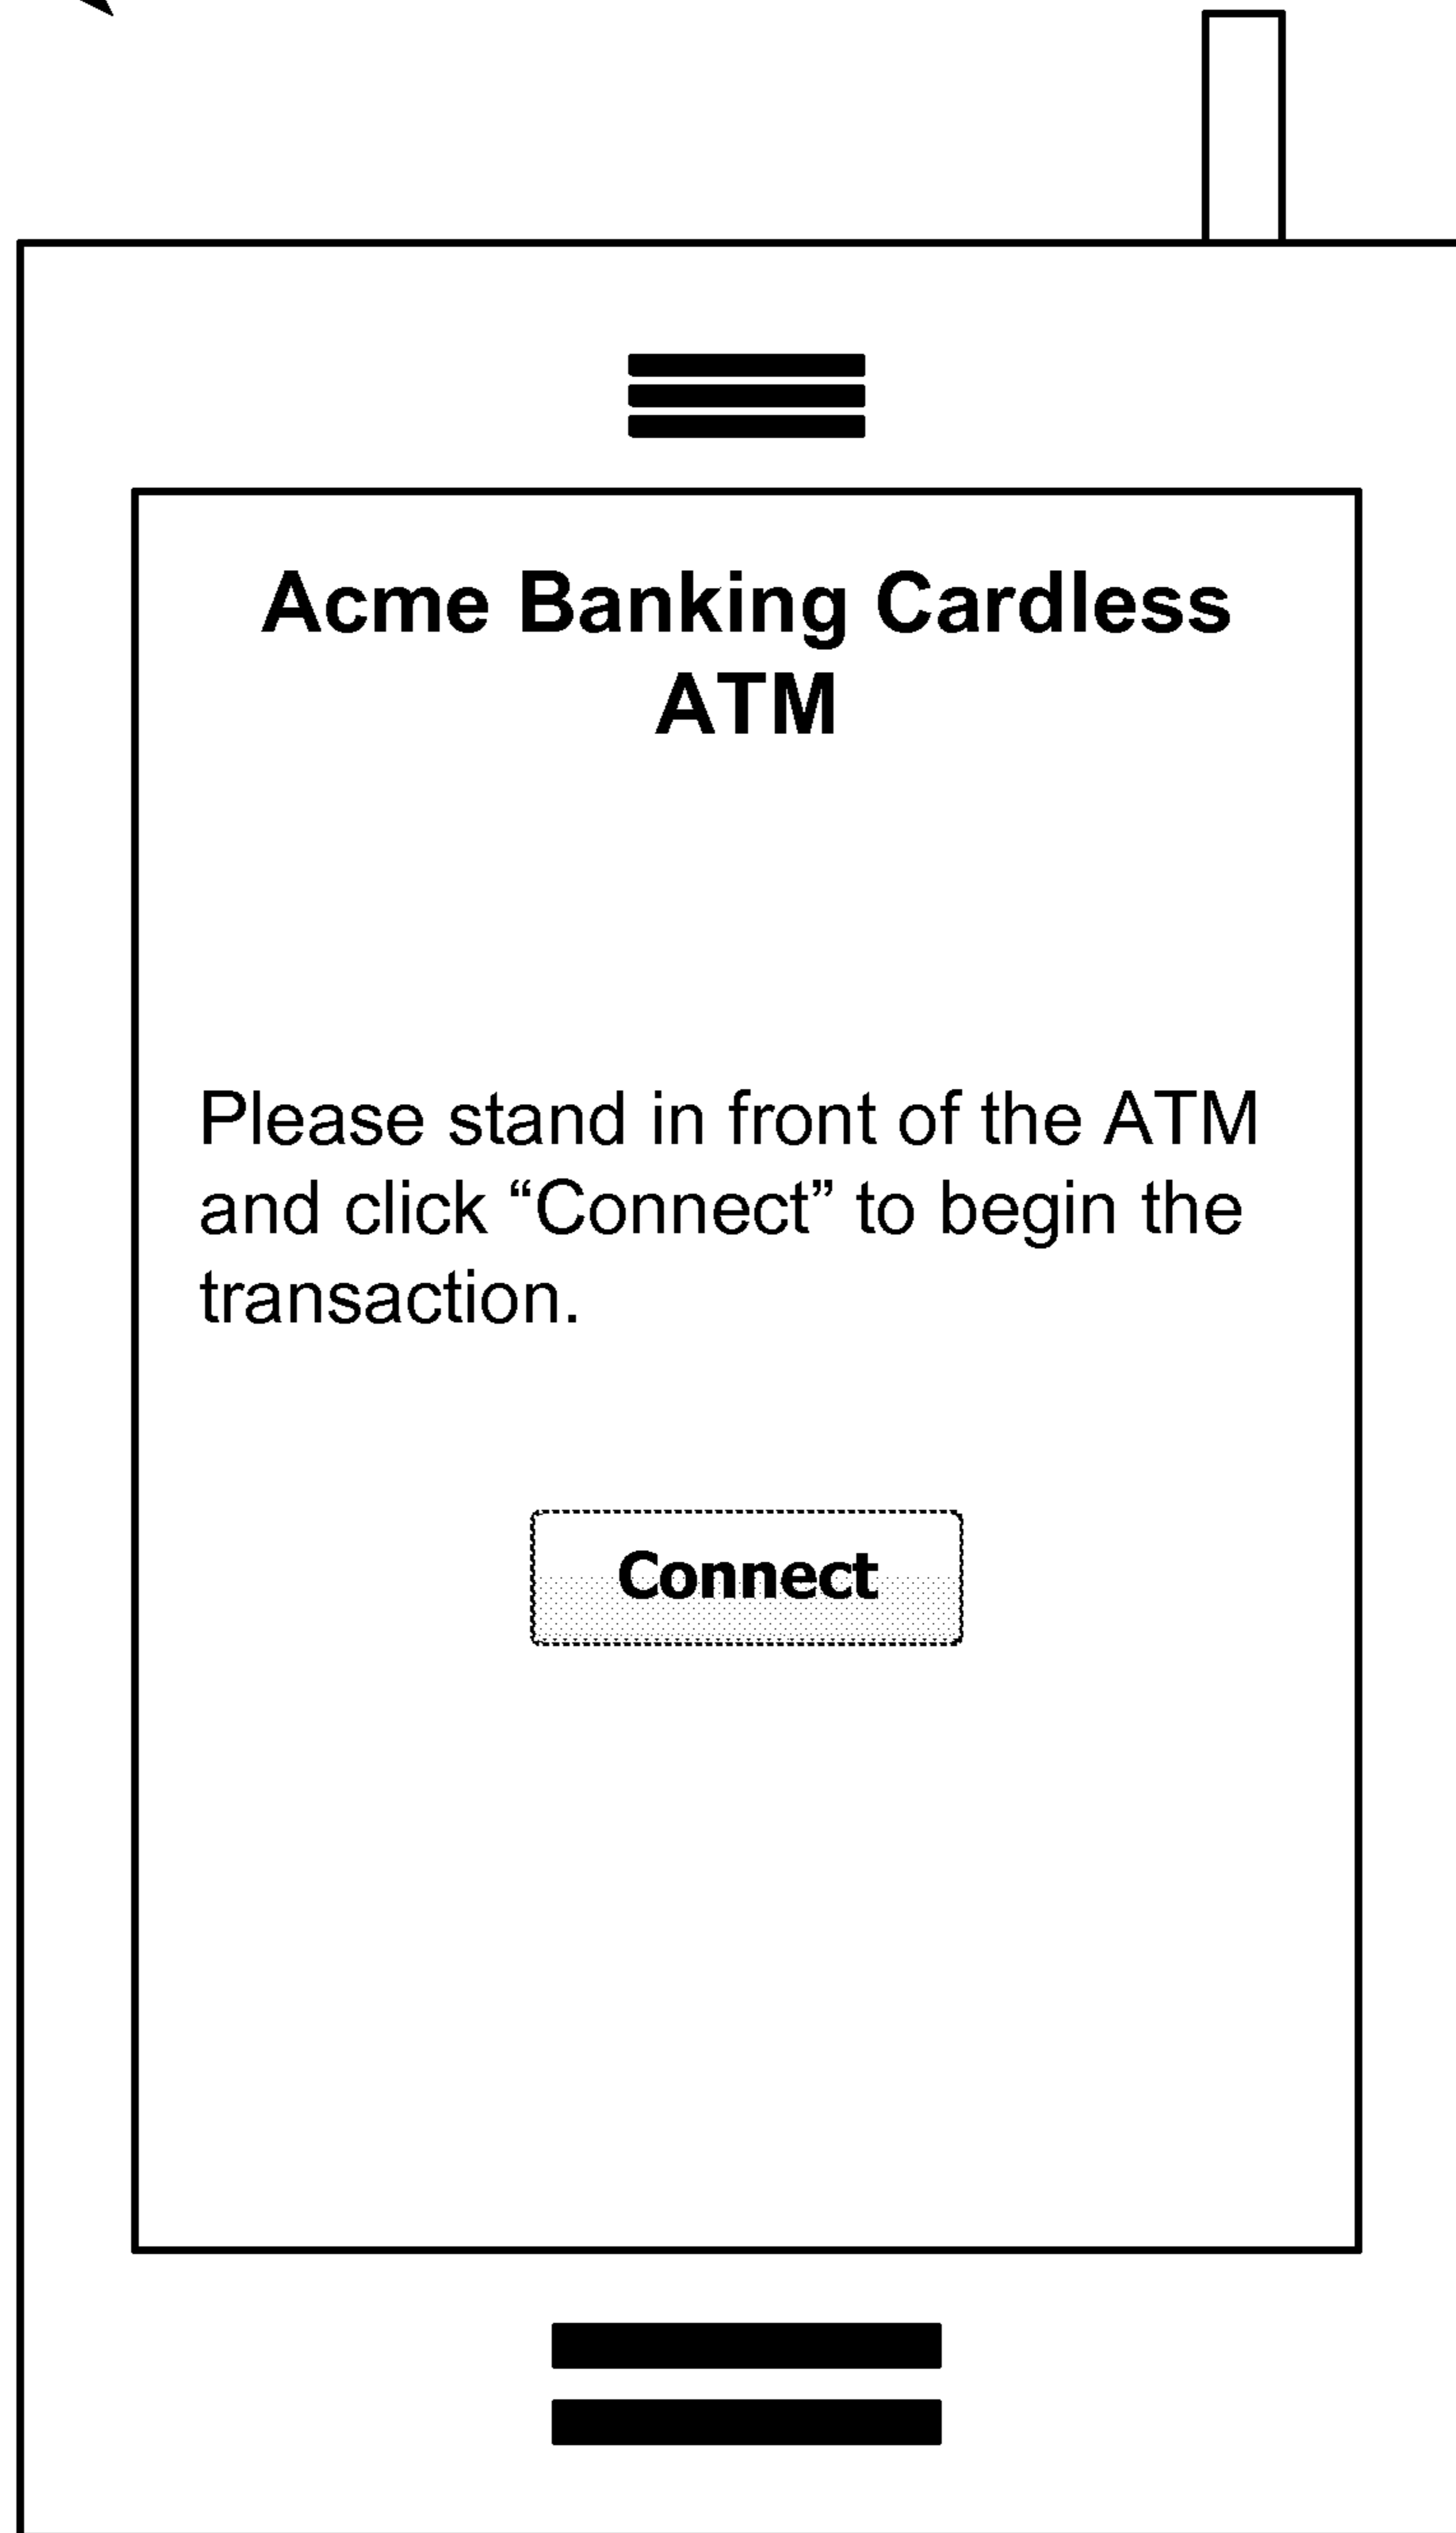 Acme Banking Cardless
ATM
Please stand in front of the ATM
and click “Connect” to begin the
transaction.
Connect